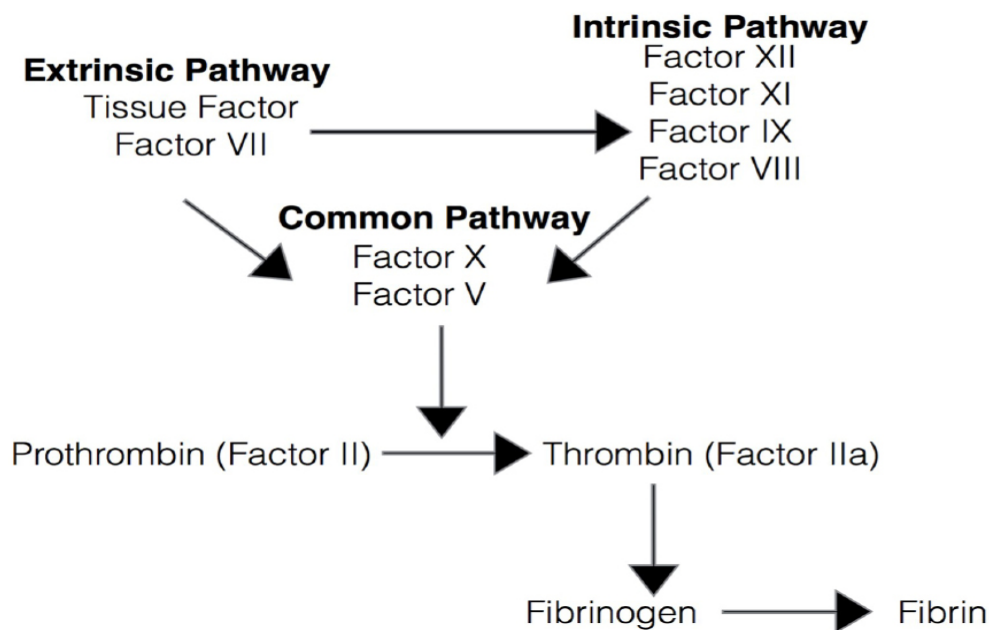 Extrinsic Pathway
Tissue Factor
Factor VII
Intrinsic Pathway
Factor XII
Factor XI
Factor IX
Factor VIII
Common Pathway
Factor X
Factor V
Prothrombin (Factor II)
Thrombin (Factor IIa)
Fibrinogen
Fibrin